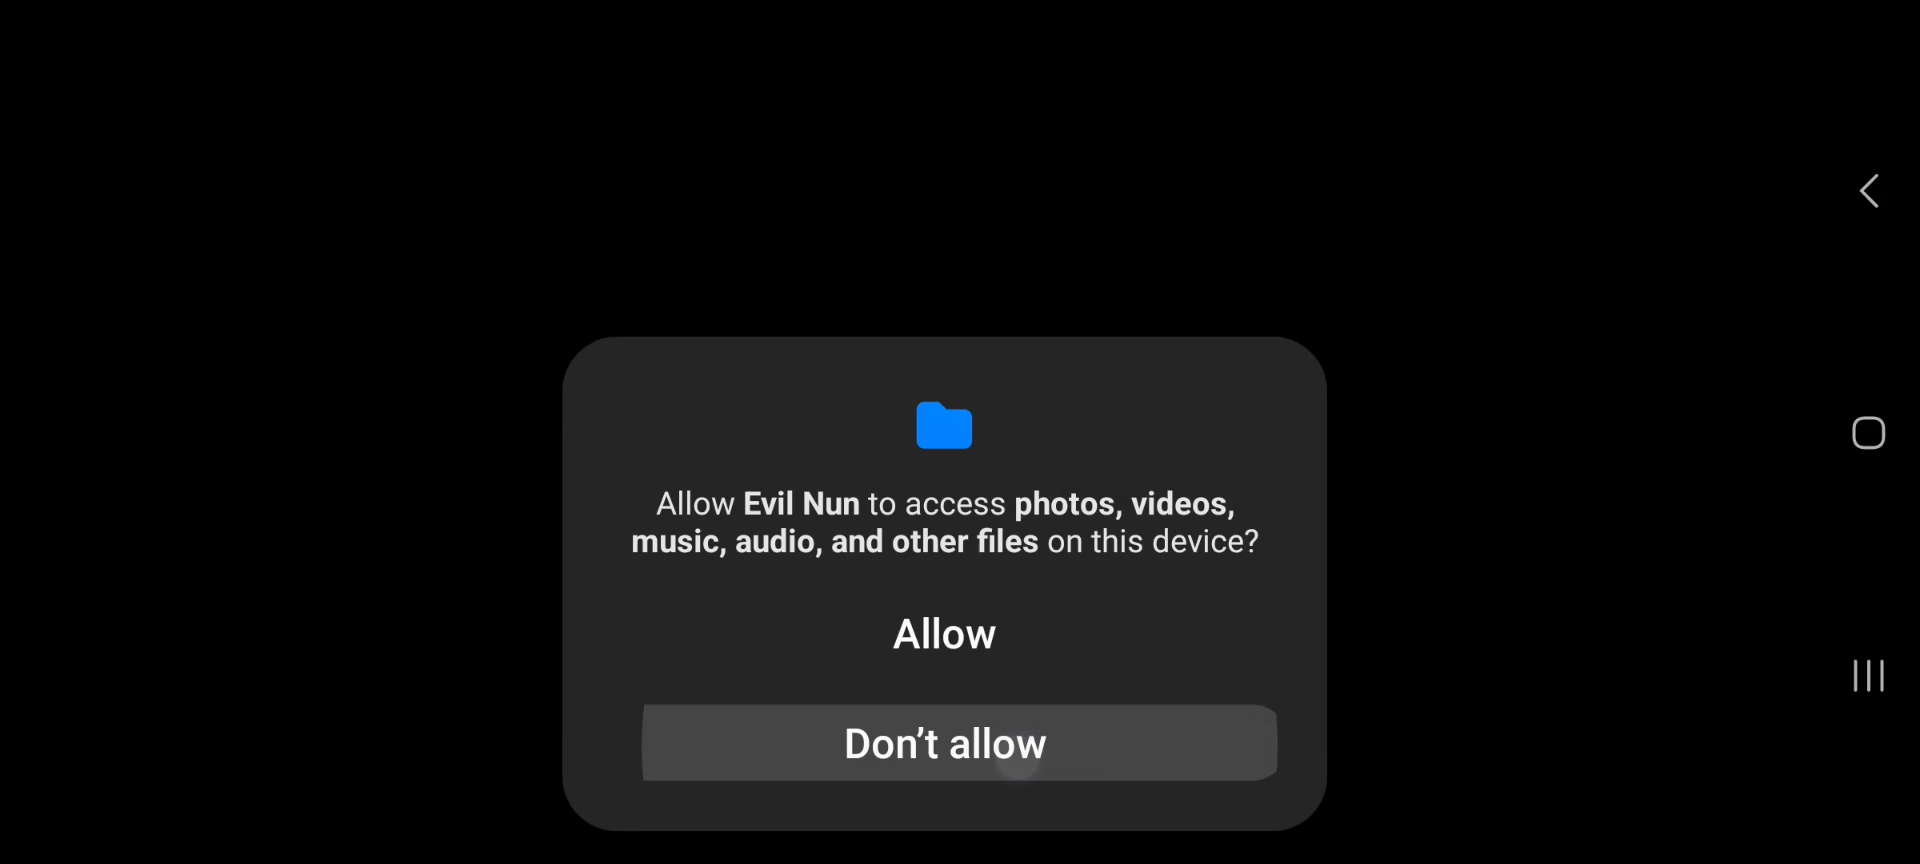 Allow Evil Nun to access photos, videos,
music, audio, and other files on this device?
Allow
Don’t allow